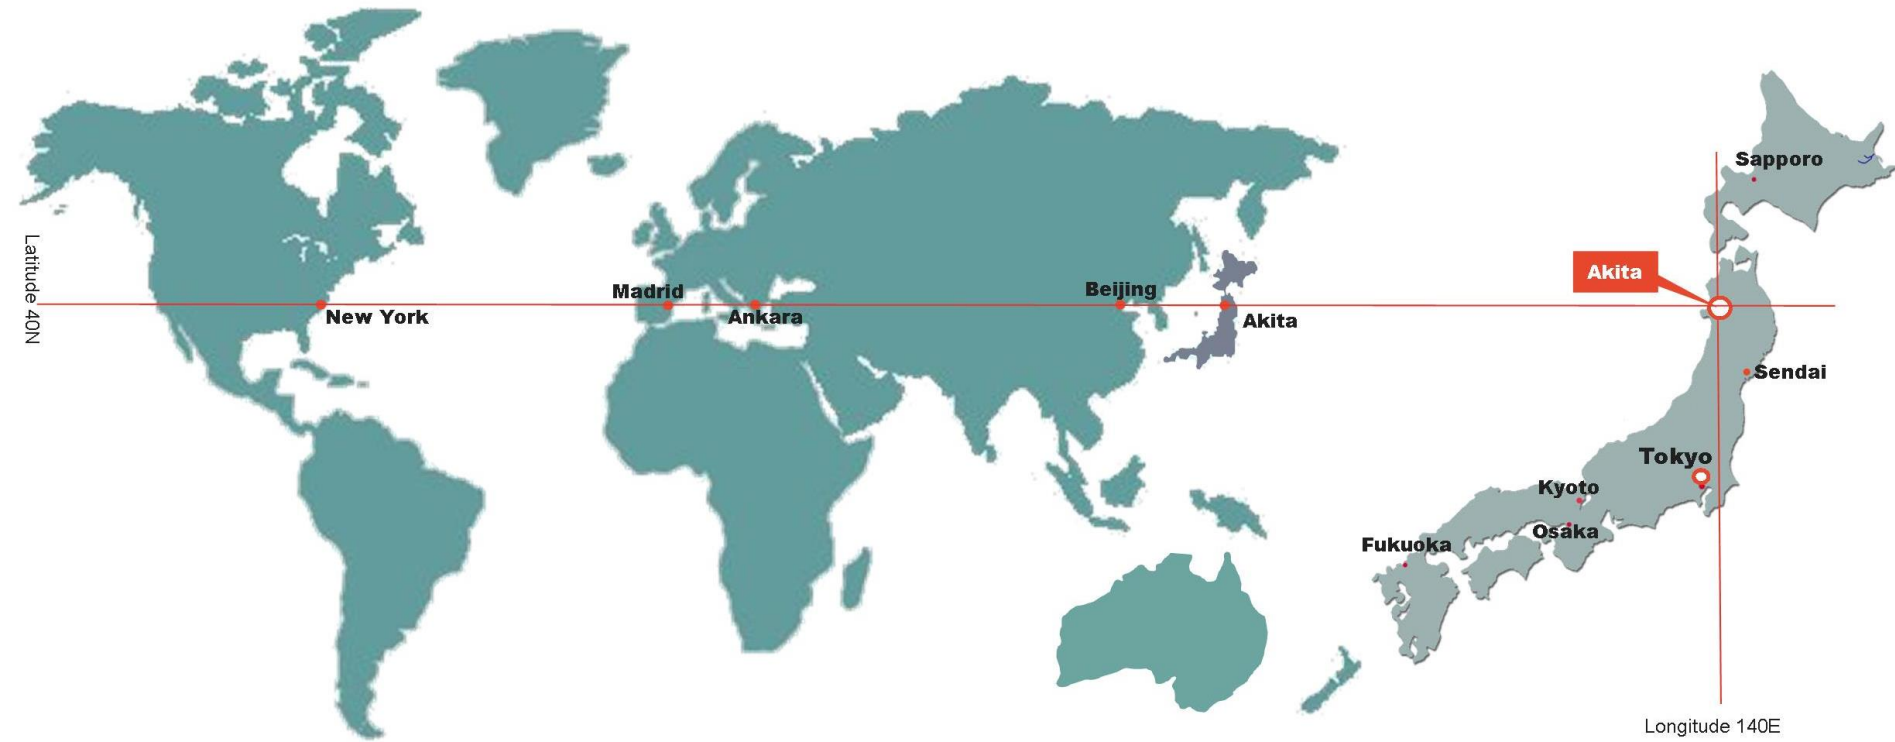 Latitude 40N
New York
Madrid
Ankara
Beijing
Akita
Sapporo
Akita
Sendai
Tokyo
Kyoto
Osaka
Fukuoka
Longitude 140E